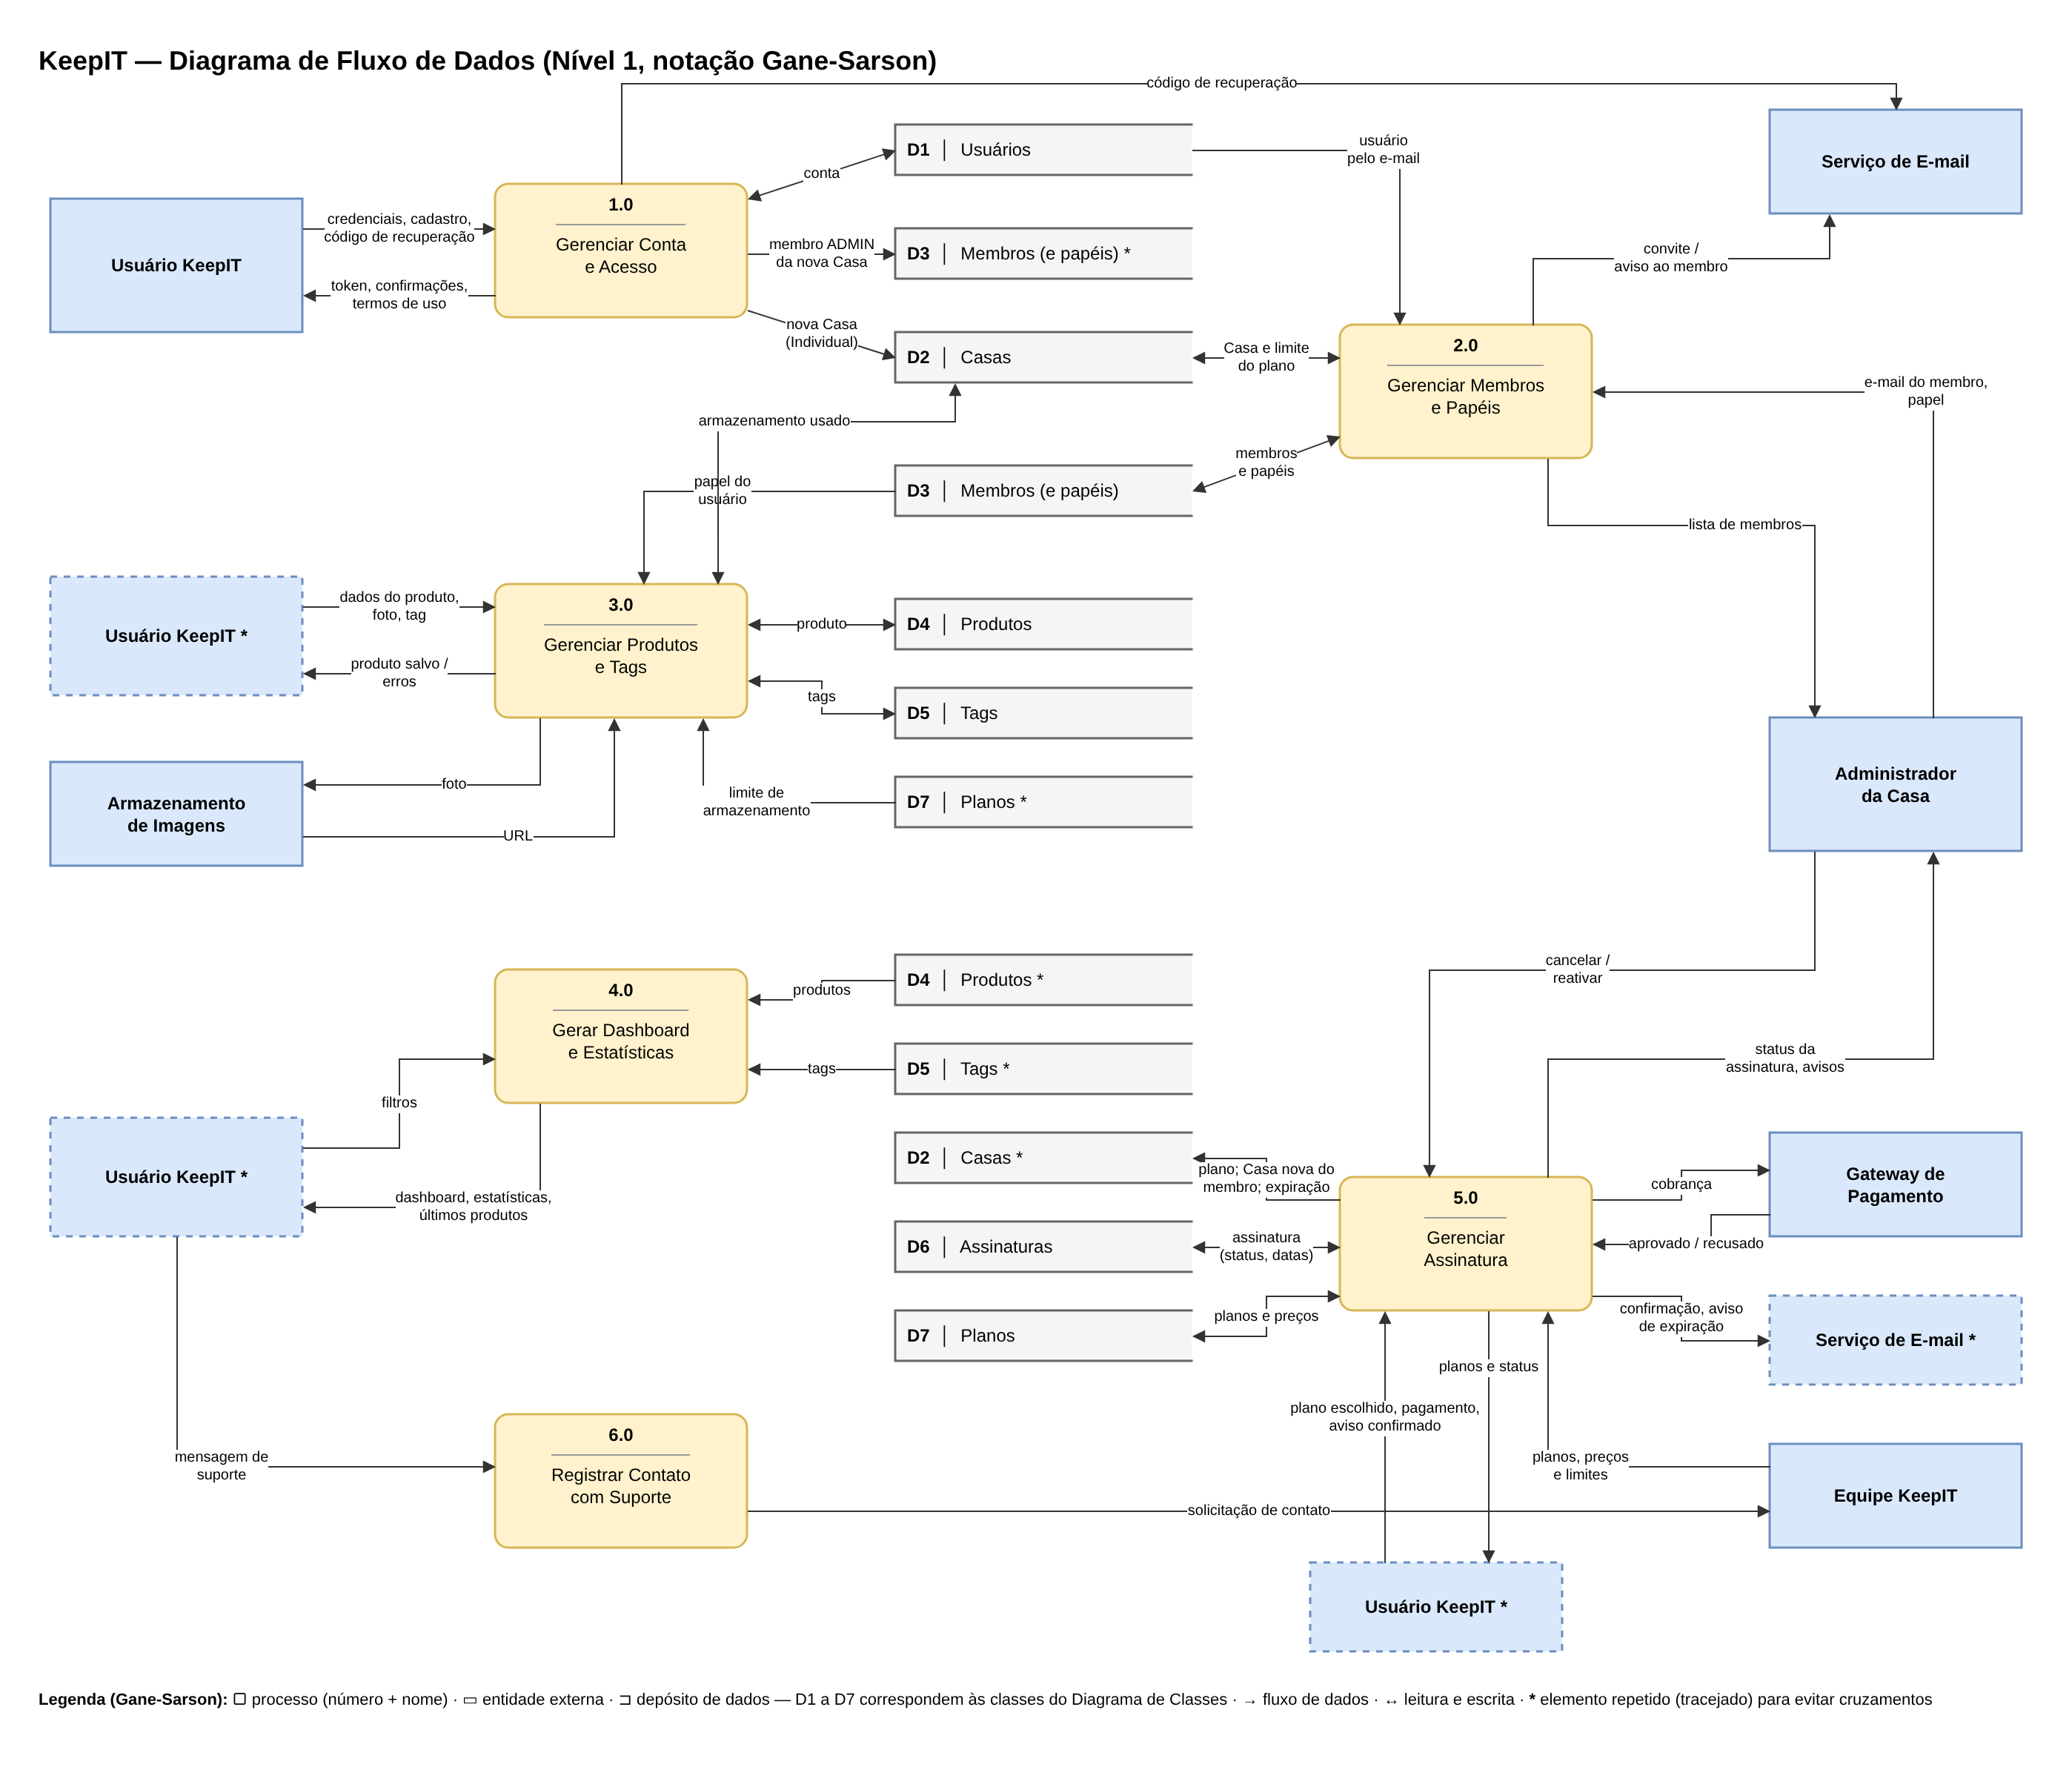 KeepIT — Diagrama de Fluxo de Dados (Nível 1, notação Gane-Sarson)
código de recuperação
D1 Usuários
usuário
pelo e-mail
Serviço de E-mail
conta
1.0
Gerenciar Conta
e Acesso
Usuário KeepIT
credenciais, cadastro,
código de recuperação
token, confirmações,
termos de uso
membro ADMIN
da nova Casa
D3 Membros (e papéis) *
convite /
aviso ao membro
nova Casa
(Individual)
D2 Casas
Casa e limite
do plano
2.0
Gerenciar Membros
e Papéis
e-mail do membro,
papel
armazenamento usado
membros
e papéis
papel do
usuário
D3 Membros (e papéis)
lista de membros
Usuário KeepIT *
dados do produto,
foto, tag
produto salvo /
erros
3.0
Gerenciar Produtos
e Tags
produto
D4 Produtos
tags
D5 Tags
Armazenamento
de Imagens
foto
URL
limite de
armazenamento
D7 Planos *
Administrador
da Casa
cancelar /
reativar
4.0
Gerar Dashboard
e Estatísticas
produtos
D4 Produtos *
tags
D5 Tags *
status da
assinatura, avisos
filtros
Usuário KeepIT *
dashboard, estatísticas,
últimos produtos
D2 Casas *
plano; Casa nova do
membro; expiração
5.0
Gerenciar
Assinatura
cobrança
Gateway de
Pagamento
aprovado / recusado
D6 Assinaturas
assinatura
(status, datas)
D7 Planos
planos e preços
confirmação, aviso
de expiração
Serviço de E-mail *
planos e status
plano escolhido, pagamento,
aviso confirmado
mensagem de
suporte
6.0
Registrar Contato
com Suporte
planos, preços
e limites
Equipe KeepIT
solicitação de contato
Usuário KeepIT *
Legenda (Gane-Sarson): ▢ processo (número + nome) · ▭ entidade externa · ⊐ depósito de dados — D1 a D7 correspondem às classes do Diagrama de Classes · → fluxo de dados · ↔ leitura e escrita · * elemento repetido (tracejado) para evitar cruzamentos